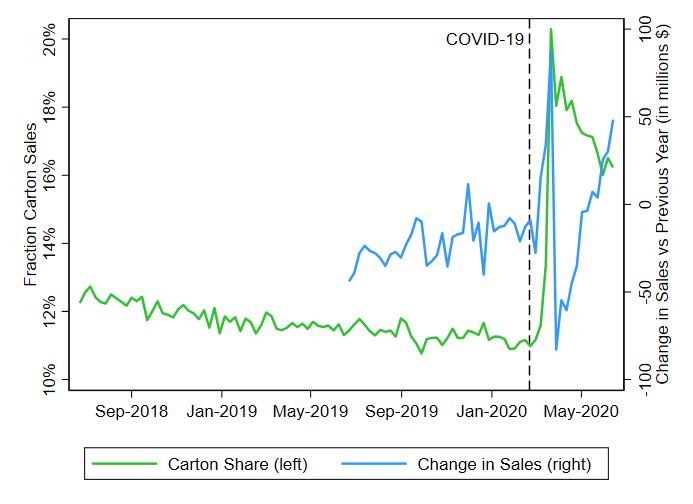 COVID-19
Fraction Carton Sales
20%
18%
16%
14%
12%
10%
Change in Sales vs Previous Year (in millions $)
100
50
0
-50
-100
Sep-2018 Jan-2019 May-2019 Sep-2019 Jan-2020 May-2020
Carton Share (left) Change in Sales (right)